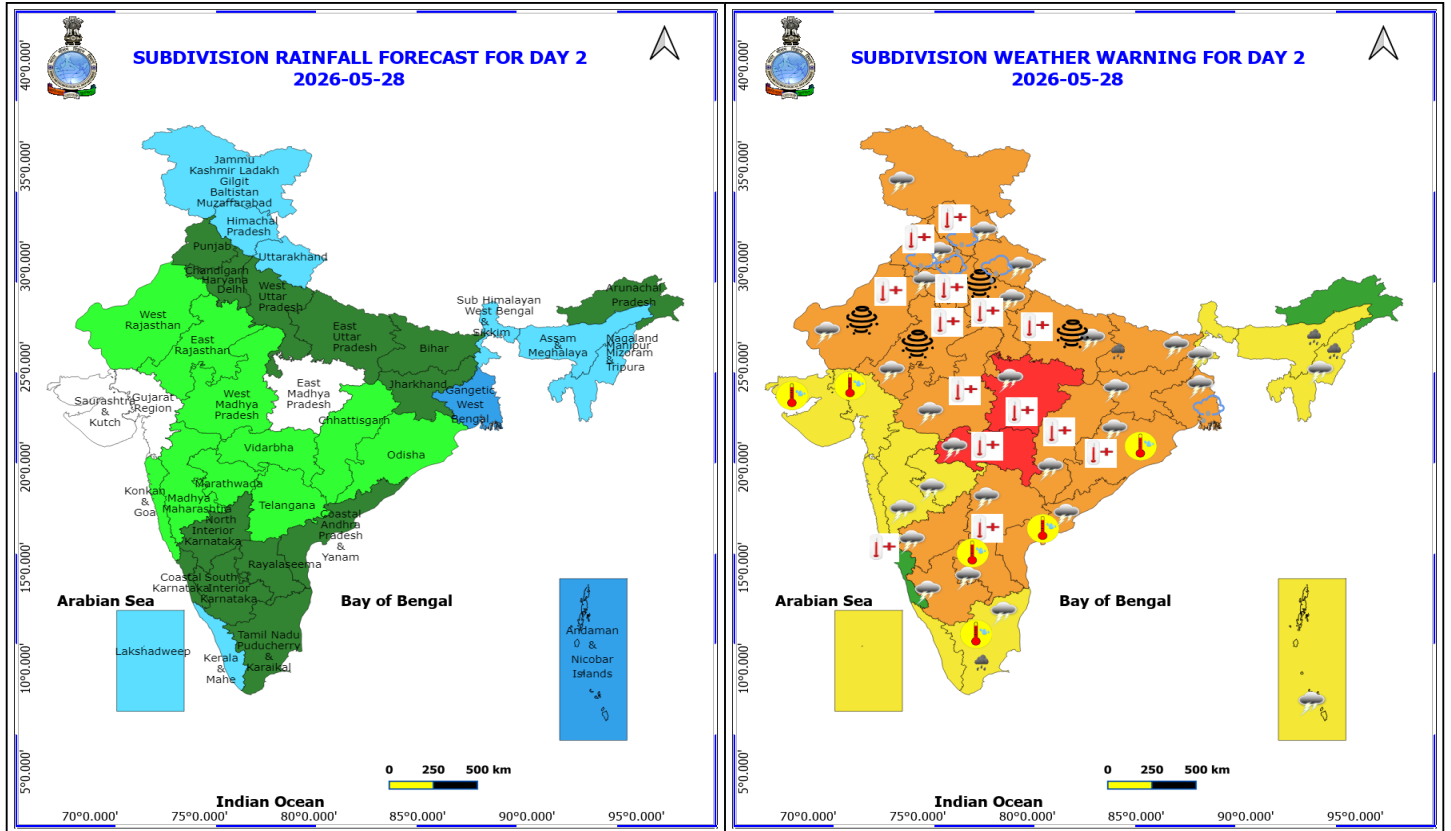 SUBDIVISION RAINFALL FORECAST FOR DAY 2
2026-05-28
40°0.000'
35°0.000'
30°0.000'
25°0.000'
20°0.000'
15°0.000'
10°0.000'
5°0.000'
Jammu
Kashmir Ladakh
Gilgit
Baltistan
Muzaffarabad
Himachal
Pradesh
Punjab
Uttarakhand
Chandigarh
Haryana
Delhi
West
Uttar
Pradesh
Arunachal
Pradesh
West
Rajasthan
Sub Himalayan
West Bengal
&
Sikkim
East
Rajasthan
East
Uttar
Pradesh
Bihar
Assam
&
Meghalaya
Nagaland
Manipur
Mizoram
&
Tripura
Saurashtra
&
Kutch
Gujarat
Region
West
Madhya
Pradesh
East
Madhya
Pradesh
Jharkhand
Gangetic
West
Bengal
Chhattisgarh
Vidarbha
Odisha
Konkan
&
Goa
Madhya
Maharashtra
Marathwada
Telangana
North
Interior
Karnataka
Coastal
Andhra
Pradesh
&
Yanam
Rayalaseema
Coastal
Karnataka
South
Interior
Karnataka
Arabian Sea
Bay of Bengal
Lakshadweep
Kerala
&
Mahe
Tamil Nadu
Puducherry
&
Karaikal
Andaman
&
Nicobar
Islands
0 250 500 km
Indian Ocean
70°0.000' 75°0.000' 80°0.000' 85°0.000' 90°0.000' 95°0.000'
SUBDIVISION WEATHER WARNING FOR DAY 2
2026-05-28
40°0.000'
35°0.000'
30°0.000'
25°0.000'
20°0.000'
15°0.000'
10°0.000'
5°0.000'
Arabian Sea
Bay of Bengal
0 250 500 km
Indian Ocean
70°0.000' 75°0.000' 80°0.000' 85°0.000' 90°0.000' 95°0.000'